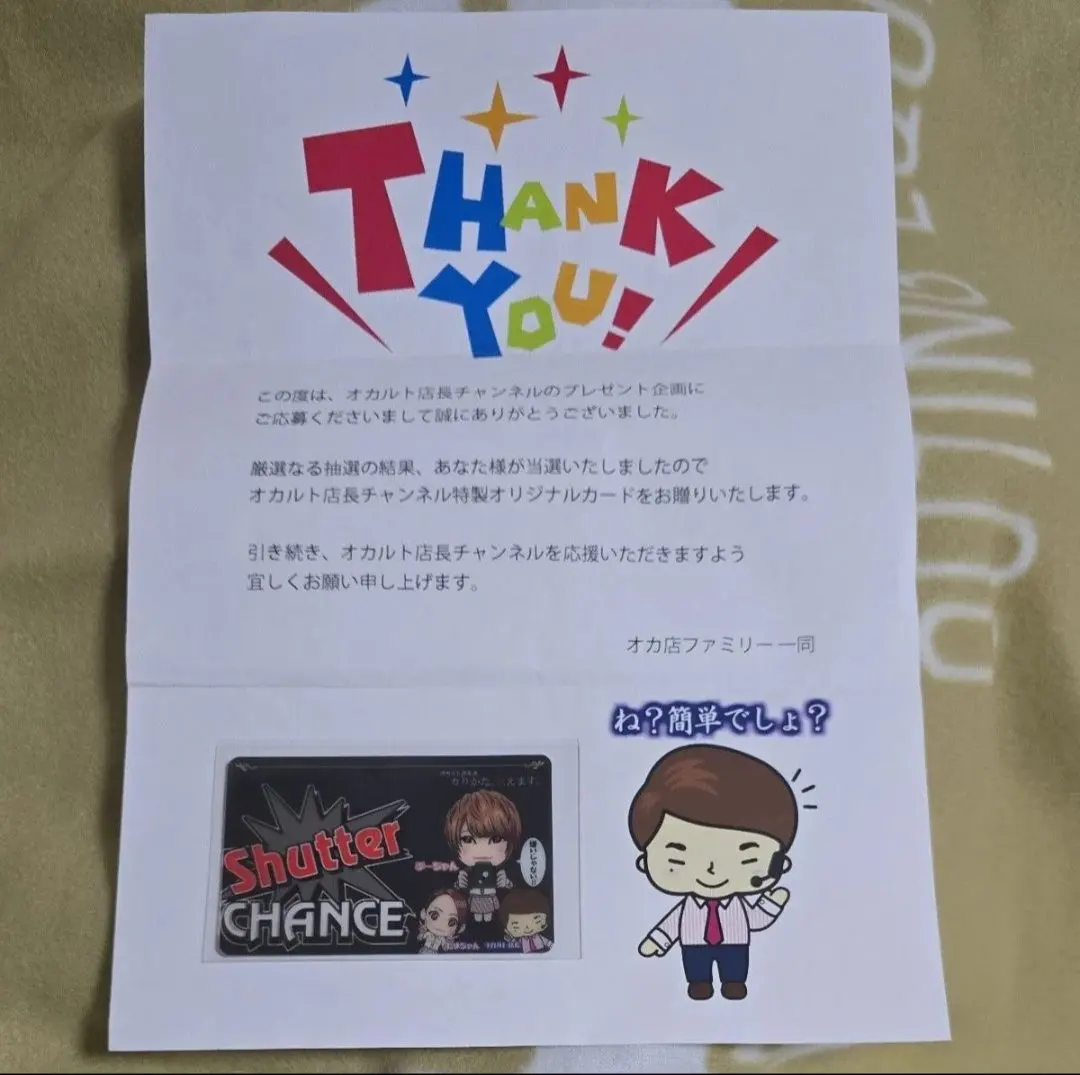 THANK
YOU!
この度は、オカルト店長チャンネルのプレゼント企画に
ご応募くださいまして誠にありがとうございました。
厳選なる抽選の結果、あなた様が当選いたしましたので
オカルト店長チャンネル特製オリジナルカードをお贈りいたします。
引き続き、オカルト店長チャンネルを応援いただきますよう
宜しくお願い申し上げます。
オカ店ファミリー 一同
ね?簡単でしょ?
Shutter
CHANCE